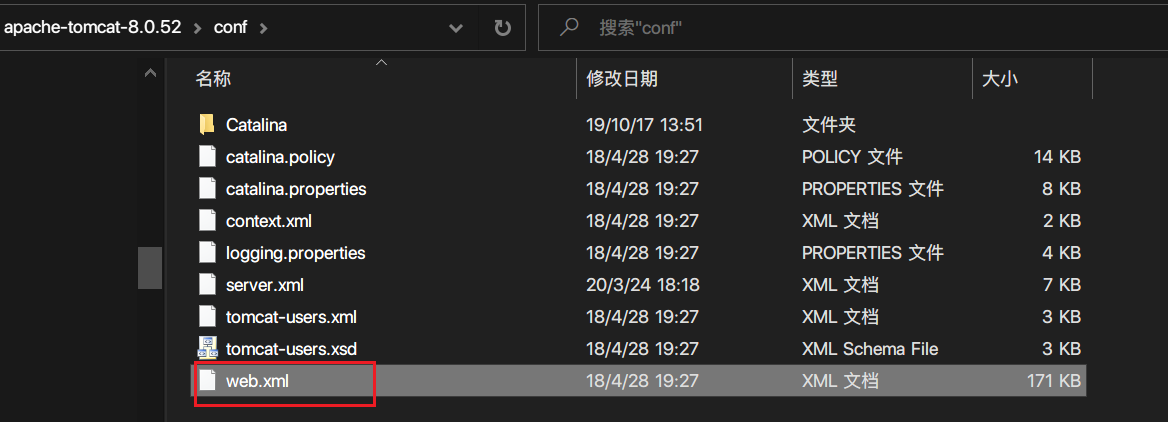 apache-tomcat-8.0.52 > conf > 搜索"conf"
名称 修改日期 类型 大小
Catalina 19/10/17 13:51 文件夹
catalina.policy 18/4/28 19:27 POLICY 文件 14 KB
catalina.properties 18/4/28 19:27 PROPERTIES 文件 8 KB
context.xml 18/4/28 19:27 XML 文档 2 KB
logging.properties 18/4/28 19:27 PROPERTIES 文件 4 KB
server.xml 20/3/24 18:18 XML 文档 7 KB
tomcat-users.xml 18/4/28 19:27 XML 文档 3 KB
tomcat-users.xsd 18/4/28 19:27 XML Schema File 3 KB
web.xml 18/4/28 19:27 XML 文档 171 KB